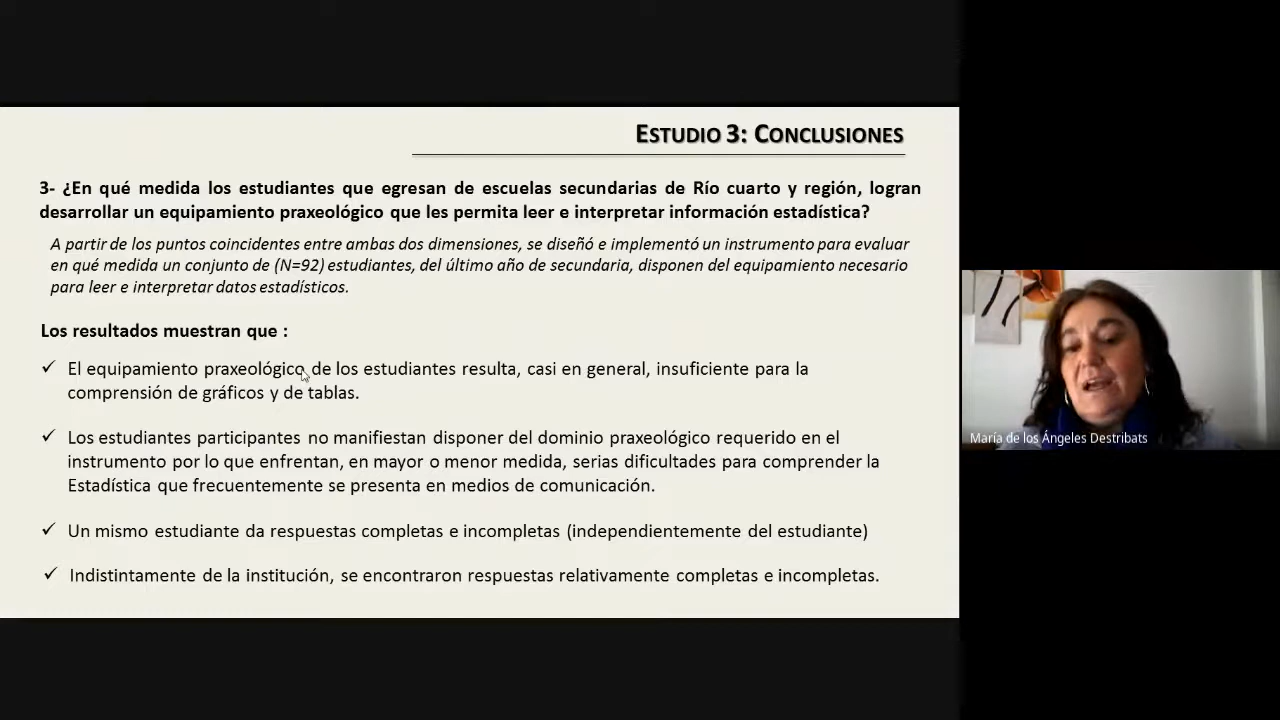 ESTUDIO 3: CONCLUSIONES
3- ¿En qué medida los estudiantes que egresan de escuelas secundarias de Río cuarto y región, logran
desarrollar un equipamiento praxeológico que les permita leer e interpretar información estadística?
A partir de los puntos coincidentes entre ambas dos dimensiones, se diseñó e implementó un instrumento para evaluar
en qué medida un conjunto de (N=92) estudiantes, del último año de secundaria, disponen del equipamiento necesario
para leer e interpretar datos estadísticos.
Los resultados muestran que :
✓ El equipamiento praxeológico de los estudiantes resulta, casi en general, insuficiente para la
comprensión de gráficos y de tablas.
✓ Los estudiantes participantes no manifiestan disponer del dominio praxeológico requerido en el
instrumento por lo que enfrentan, en mayor o menor medida, serias dificultades para comprender la
Estadística que frecuentemente se presenta en medios de comunicación.
✓ Un mismo estudiante da respuestas completas e incompletas (independientemente del estudiante)
✓ Indistintamente de la institución, se encontraron respuestas relativamente completas e incompletas.
María de los Ángeles Destribats